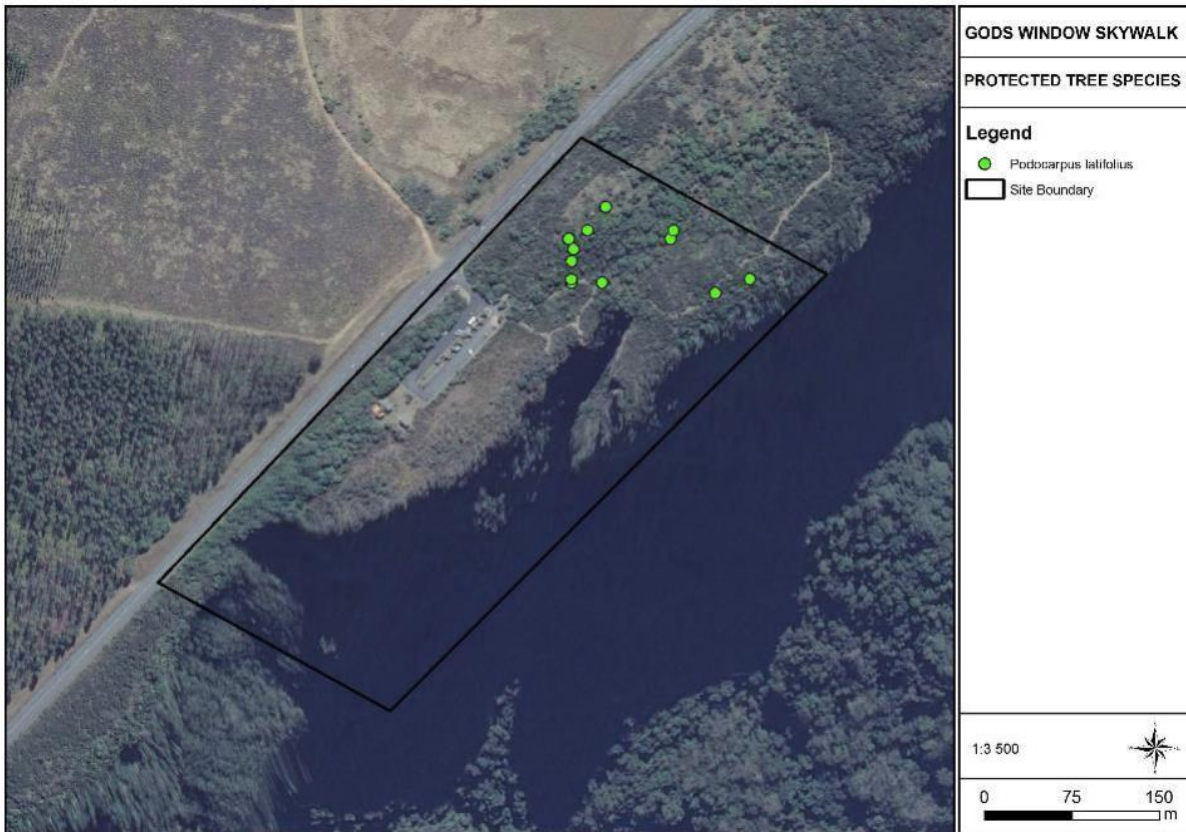 GODS WINDOW SKYWALK
PROTECTED TREE SPECIES
Legend
Podocarpus latifolius
Site Boundary
1:3 500
0 75 150
m